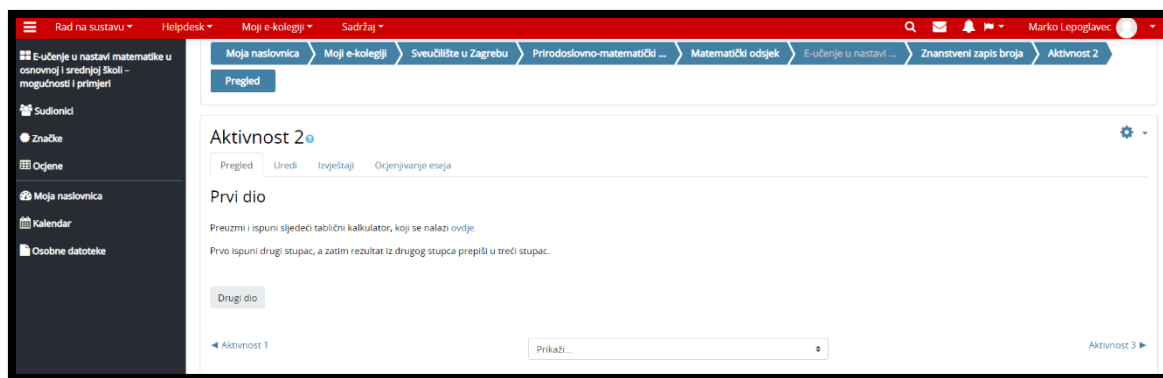 Rad na sustavu Helpdesk Moji e-kolegiji Sadržaj Marko Lepoglavec
E-učenje u nastavi matematike u
osnovnoj i srednjoj školi –
mogućnosti i primjeri
Sudionici
Značke
Ocjene
Moja naslovnica
Kalendar
Osobne datoteke
Moja naslovnica Moji e-kolegiji Sveučilište u Zagrebu Prirodoslovno-matematički ... Matematički odsjek E-učenje u nastavi ... Znanstveni zapis broja Aktivnost 2
Pregled
Aktivnost 2
Pregled Uredi Izvještaji Ocjenjivanje eseja
Prvi dio
Preuzmi i ispuni sljedeći tablični kalkulator, koji se nalazi ovdje.
Prvo ispuni drugi stupac, a zatim rezultat iz drugog stupca prepiši u treći stupac.
Drugi dio
◄ Aktivnost 1 Prikaži... Aktivnost 3 ►